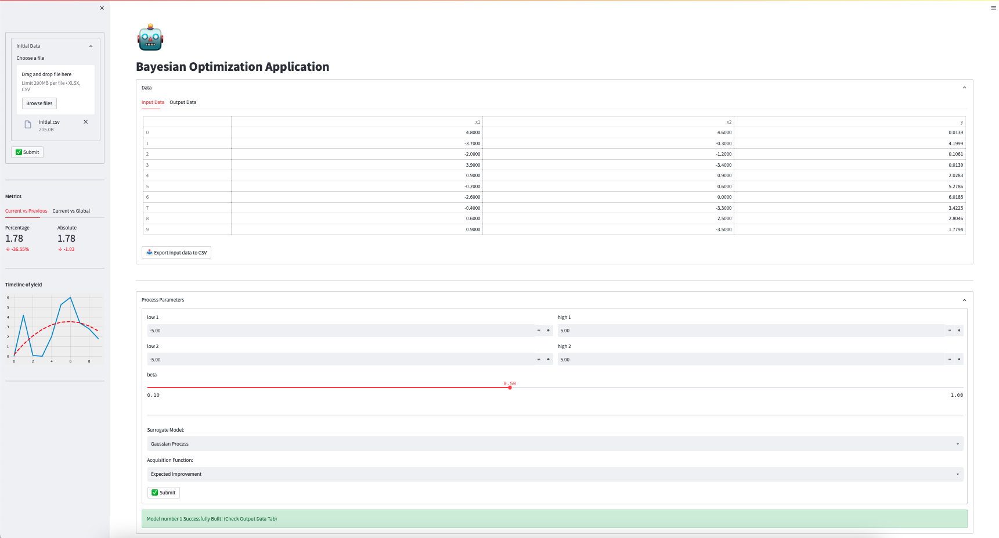 Initial Data
Choose a file
Drag and drop file here
Limit 200MB per file • XLSX,
CSV
Browse files
initial.csv
205.0B
✅ Submit
Metrics
Current vs Previous Current vs Global
Percentage Absolute
1.78 1.78
↓ -36.55% ↓ -1.03
Timeline of yield
6
5
4
3
2
1
0
0 2 4 6 8
Bayesian Optimization Application
Data
Input Data Output Data
x1 x2 y
0 4.8000 4.6000 0.0139
1 -3.7000 -0.3000 4.1999
2 -2.0000 -1.2000 0.1061
3 3.9000 -3.4000 0.0139
4 0.9000 0.9000 2.0283
5 -0.2000 0.6000 5.2786
6 -2.6000 0.0000 6.0185
7 -0.4000 -3.3000 3.4225
8 0.6000 2.5000 2.8046
9 0.9000 -3.5000 1.7794
Export input data to CSV
Process Parameters
low 1 high 1
-5.00 − + 5.00 − +
low 2 high 2
-5.00 − + 5.00 − +
beta
0.50
0.10 1.00
Surrogate Model:
Gaussian Process
Acquisition Function:
Expected Improvement
✅ Submit
Model number 1 Successfully Built! (Check Output Data Tab)